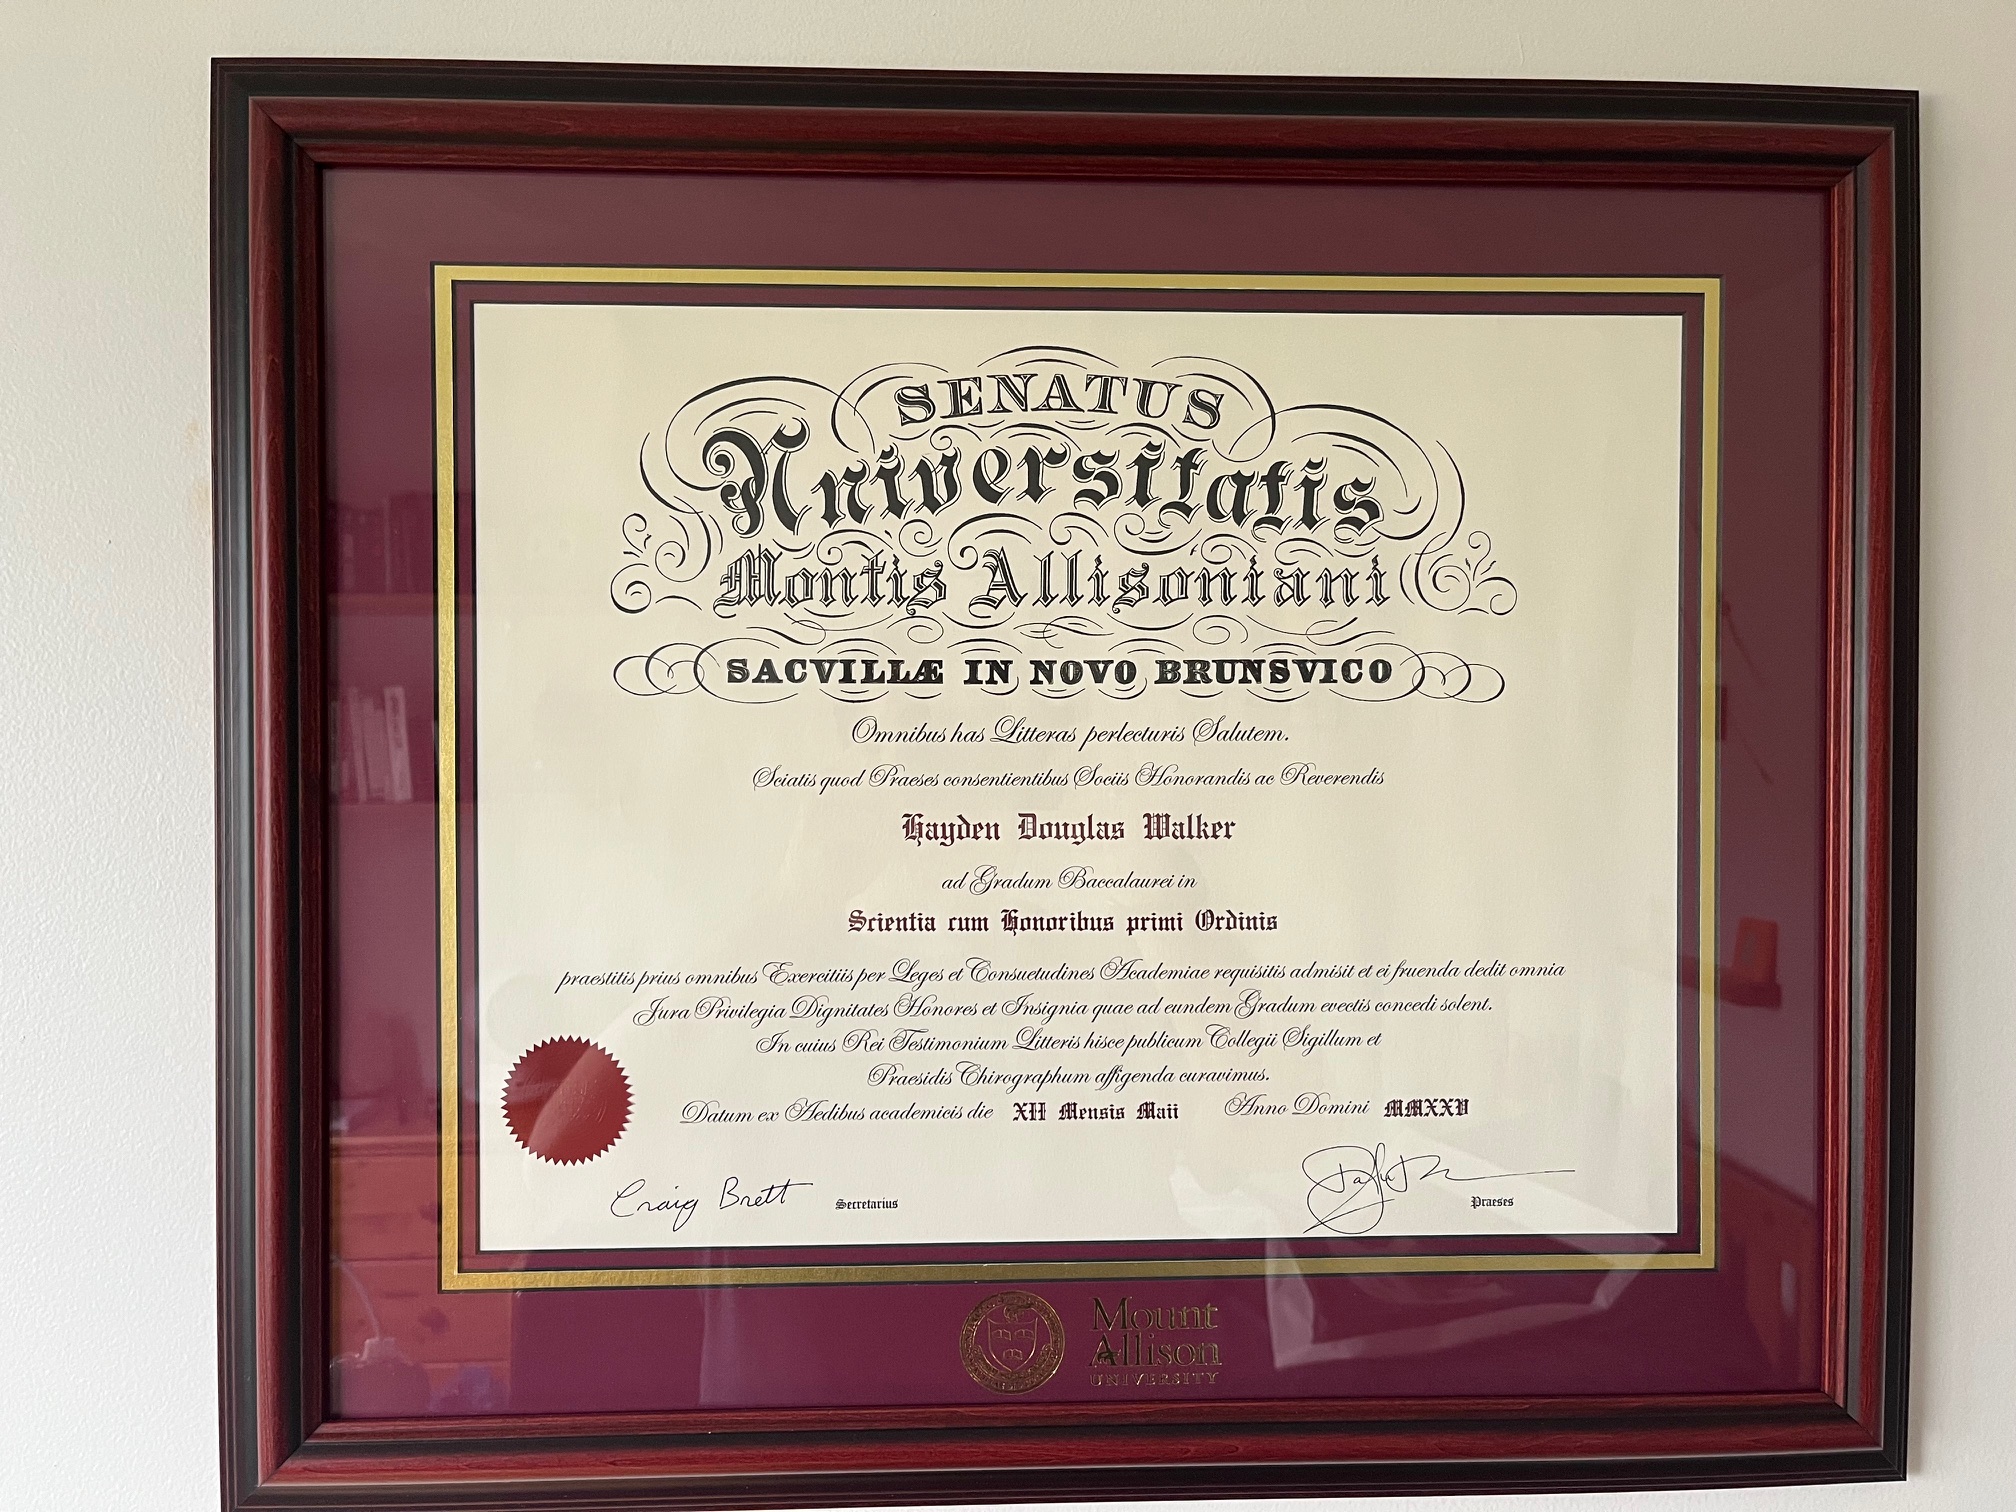 SENATUS
Universitatis
Montis Allisoniani
SACVILLÆ IN NOVO BRUNSVICO
Omnibus has Litteras perlecturis Salutem.
Sciatis quod Praeses consentientibus Sociis Honorandis ac Reverendis
Hayden Douglas Walker
ad Gradum Baccalaurei in
Scientia cum Honoribus primi Ordinis
praestitis prius omnibus Exercitiis per Leges et Consuetudines Academiae requisitis admisit et ei fruenda dedit omnia
Jura Privilegia Dignitates Honores et Insignia quae ad eundem Gradum evectis concedi solent.
In cuius Rei Testimonium Litteris hisce publicum Collegii Sigillum et
Praesidis Chirographum affigenda curavimus.
Datum ex Aedibus academicis die XII Mensis Maii Anno Domini MMXXV
Craig Brett Secretarius
Praeses
Mount
Allison
UNIVERSITY